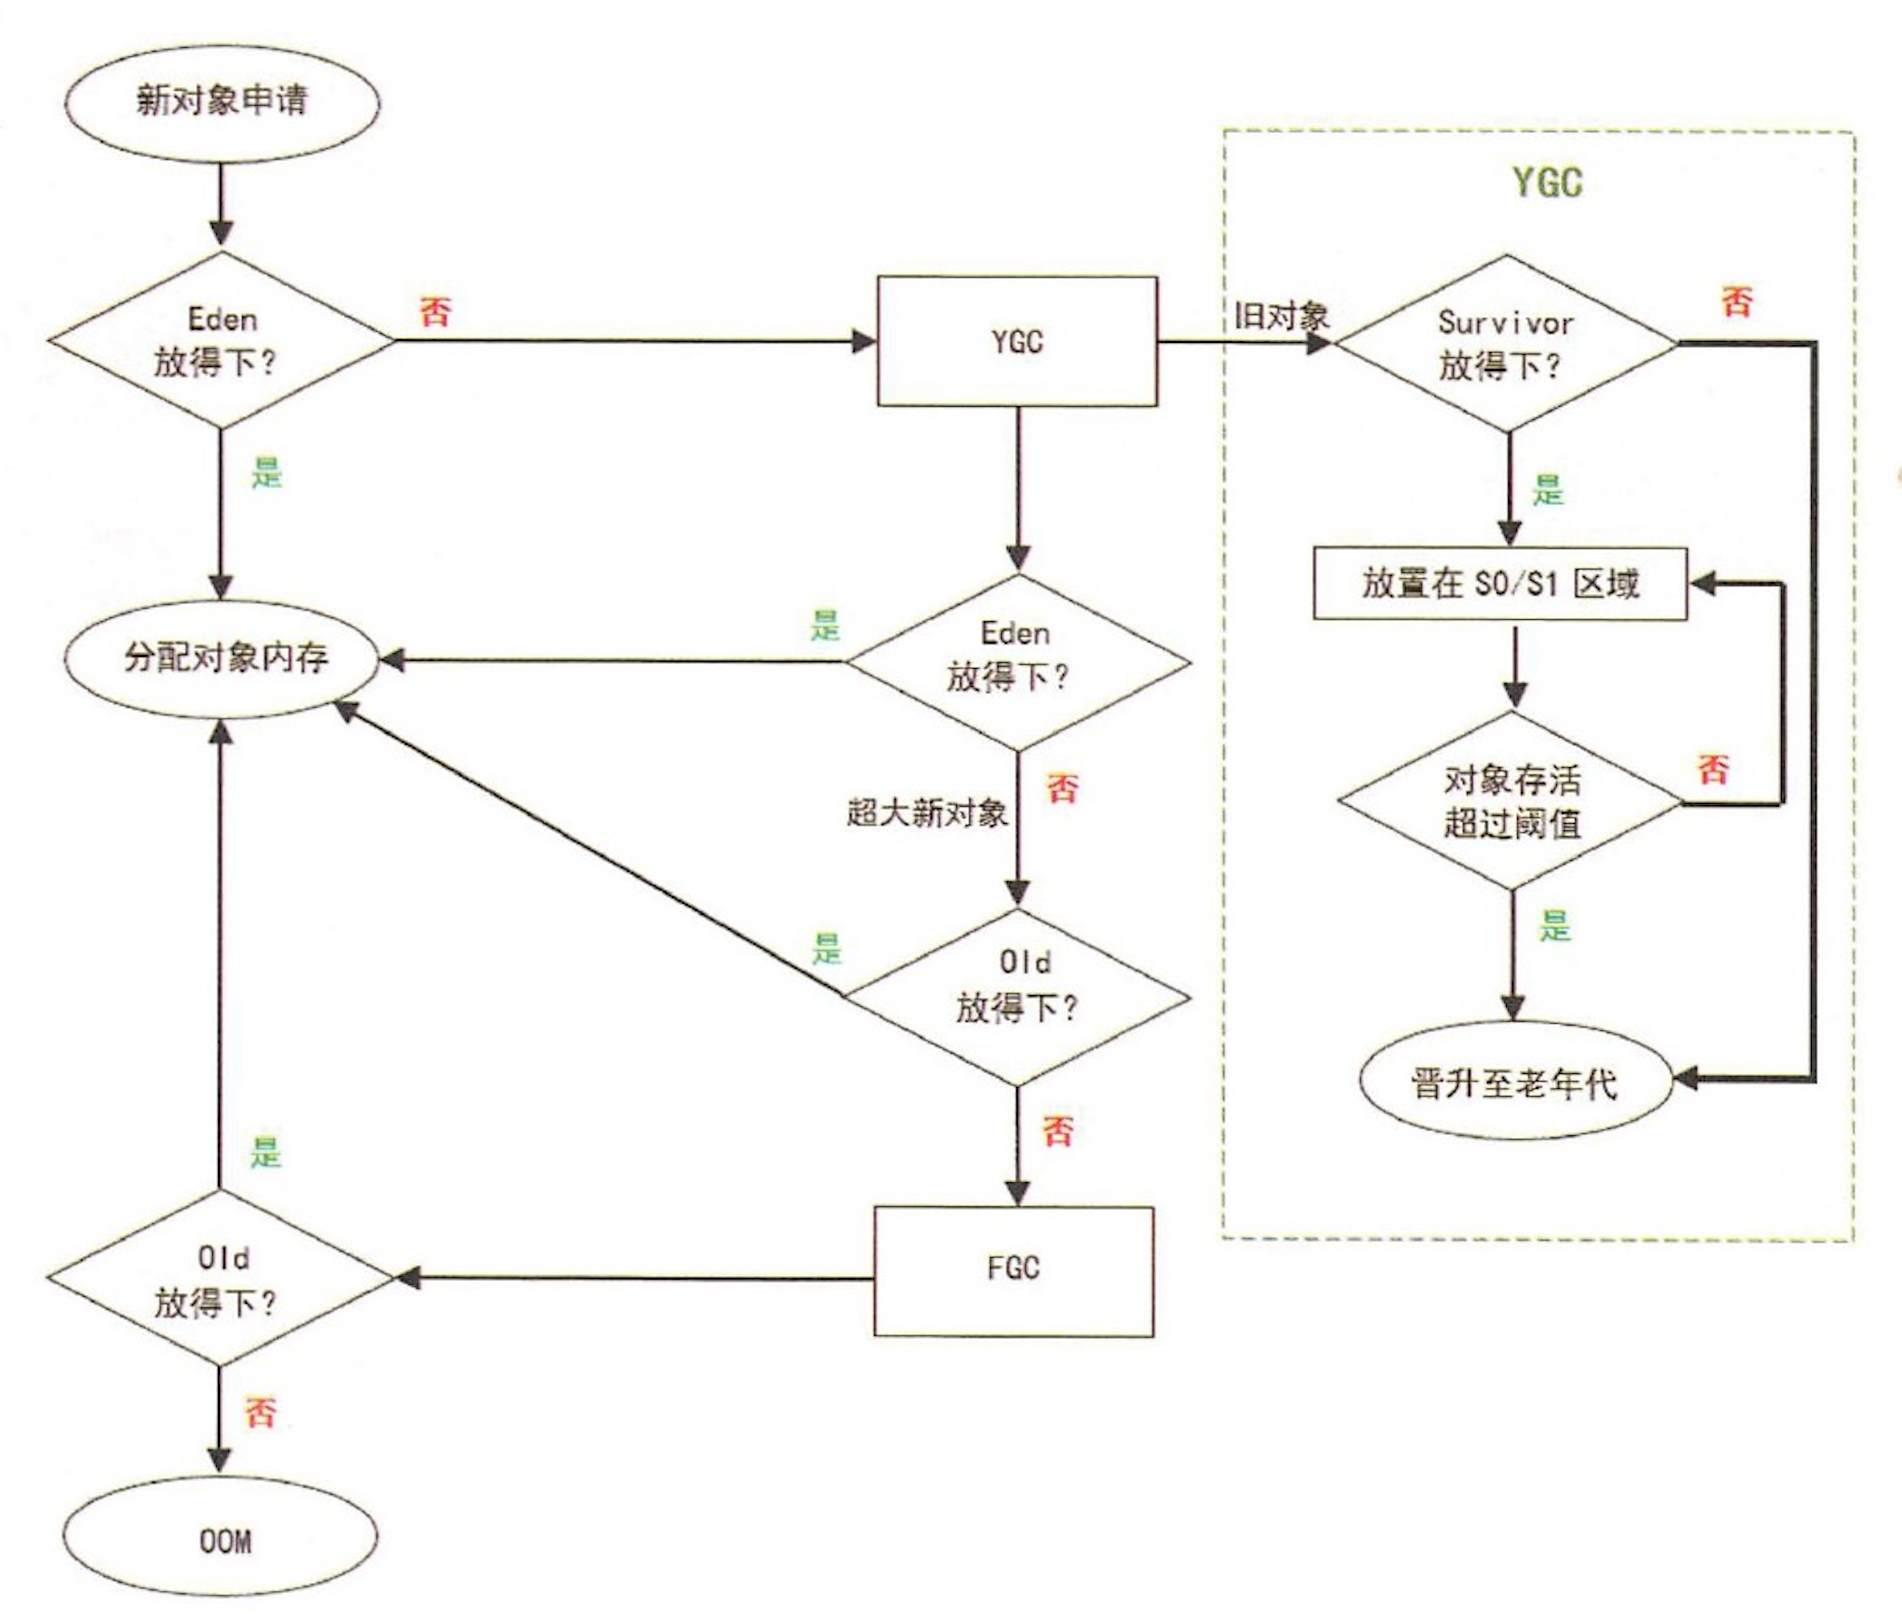 新对象申请
YGC
Eden
放得下?
否
YGC
旧对象
Survivor
放得下?
否
是
是
放置在 S0/S1 区域
分配对象内存
是
Eden
放得下?
否
超大新对象
对象存活
超过阈值
否
是
是
Old
放得下?
否
晋升至老年代
是
Old
放得下?
FGC
否
OOM